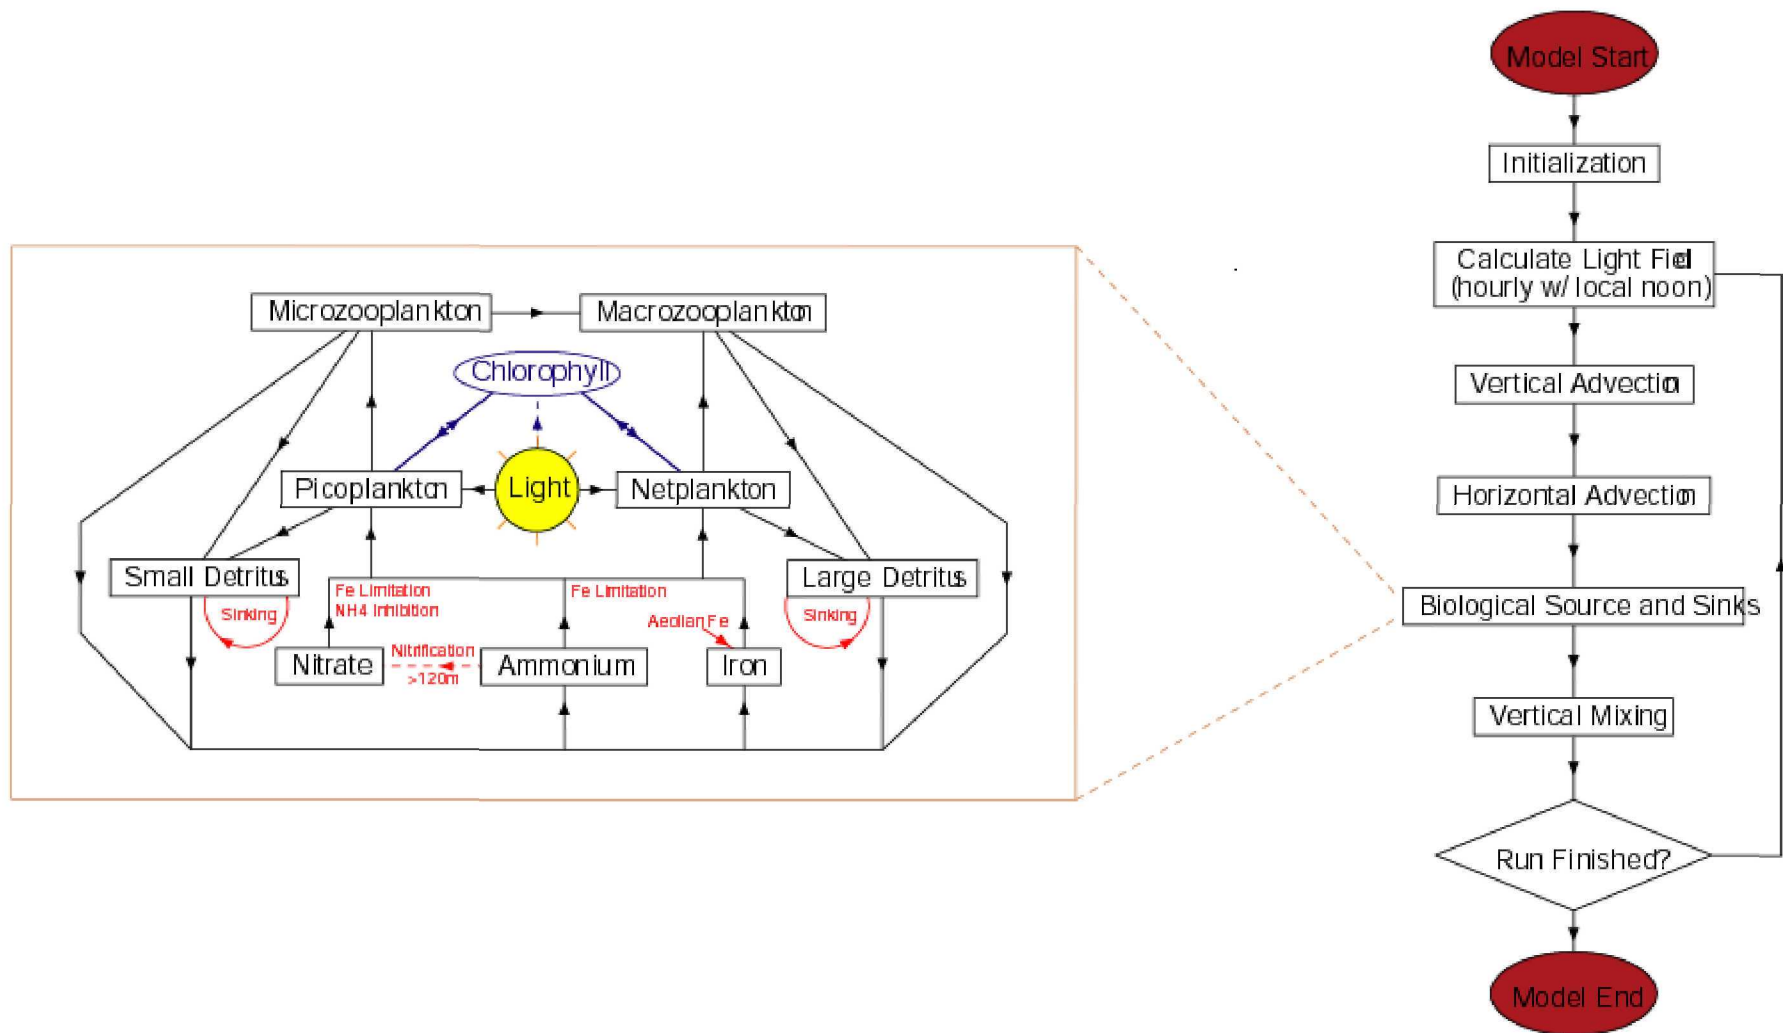 Model Start
Initialization
Calculate Light Field
(hourly w/ local noon)
Vertical Advection
Horizontal Advection
Biological Source and Sinks
Vertical Mixing
Run Finished?
Model End
Microzooplankton
Macrozooplankton
Chlorophyll
Picoplankton
Light
Netplankton
Small Detritus
Large Detritus
Sinking
Fe Limitation
NH4 Inhibition
Fe Limitation
Aeolian Fe
Sinking
Nitrate
Nitrification
>120m
Ammonium
Iron